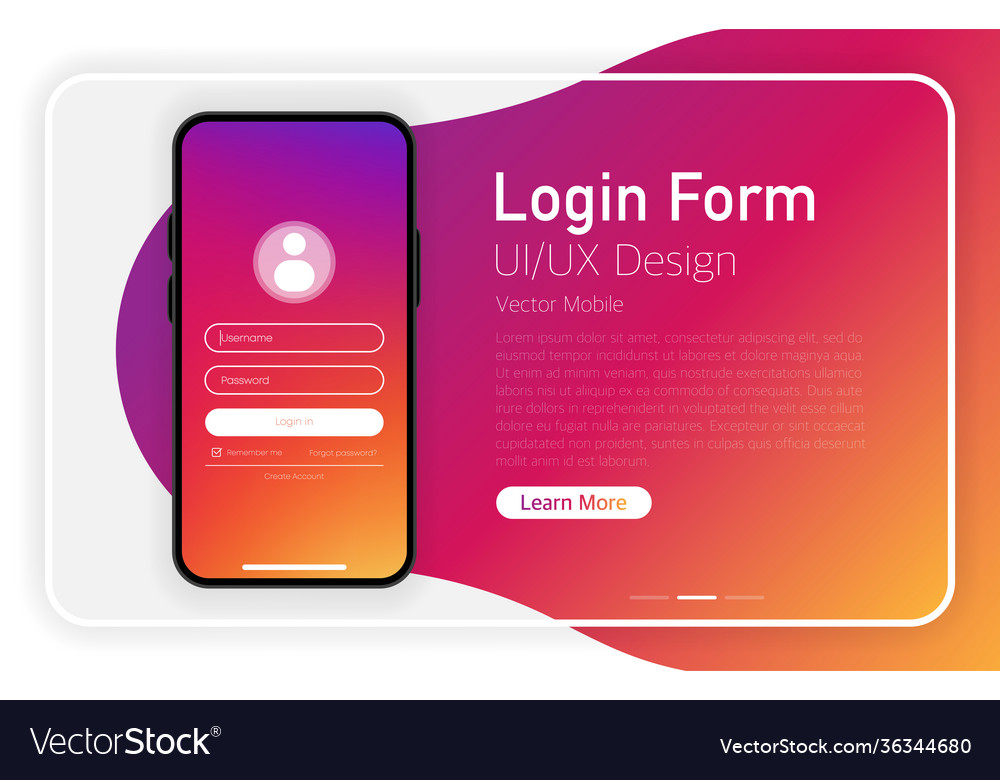 Username
Password
Login in
Remember me Forgot password?
Create Account
Login Form
UI/UX Design
Vector Mobile
Lorem ipsum dolor sit amet, consectetur adipiscing elit, sed do
eiusmod tempor incididunt ut labores et dolore maginya aqua.
Ut enim ad minim veniam, quis nostrude exercitations ullamico
laboris nisi ut aliquip ex ea commodo of consequats. Duis aute
irure dollors in reprehenderit in voluptated the velit esse cillum
dolore eu fugiat nulla are pariatures. Excepteur or sint occaecat
cupidatatc non proident, suntes in culpas quis officia deserunt
mollit anim id est laborum.
Learn More
VectorStock®
VectorStock.com/36344680